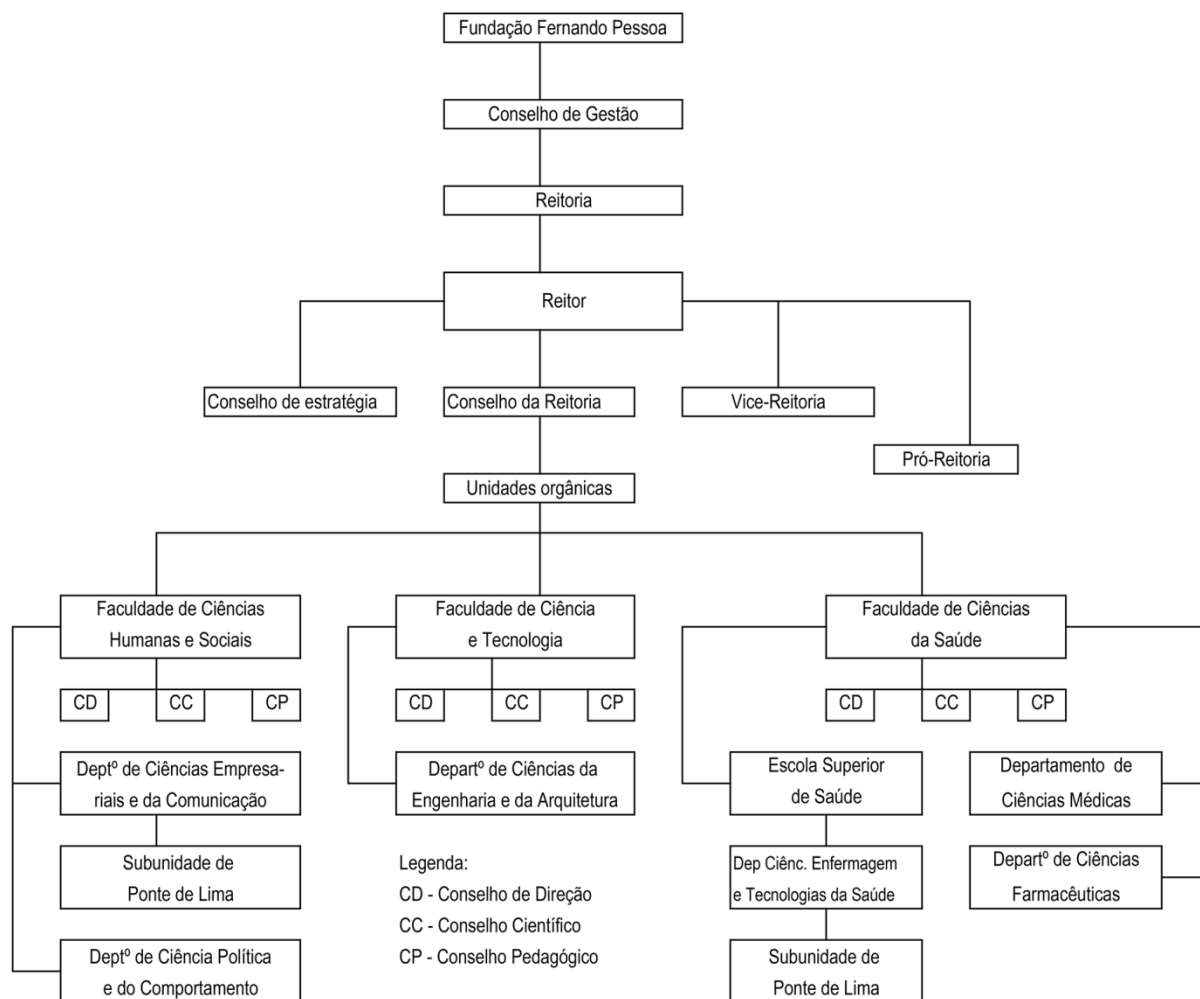 Fundação Fernando Pessoa
Conselho de Gestão
Reitoria
Reitor
Conselho de estratégia
Conselho da Reitoria
Vice-Reitoria
Pró-Reitoria
Unidades orgânicas
Faculdade de Ciências
Humanas e Sociais
Faculdade de Ciência
e Tecnologia
Faculdade de Ciências
da Saúde
CD
CC
CP
CD
CC
CP
CD
CC
CP
Deptº de Ciências Empresa-
riais e da Comunicação
Departº de Ciências da
Engenharia e da Arquitetura
Escola Superior
de Saúde
Departamento de
Ciências Médicas
Subunidade de
Ponte de Lima
Legenda:
CD - Conselho de Direção
CC - Conselho Científico
CP - Conselho Pedagógico
Dep Ciênc. Enfermagem
e Tecnologias da Saúde
Departº de Ciências
Farmacêuticas
Deptº de Ciência Política
e do Comportamento
Subunidade de
Ponte de Lima